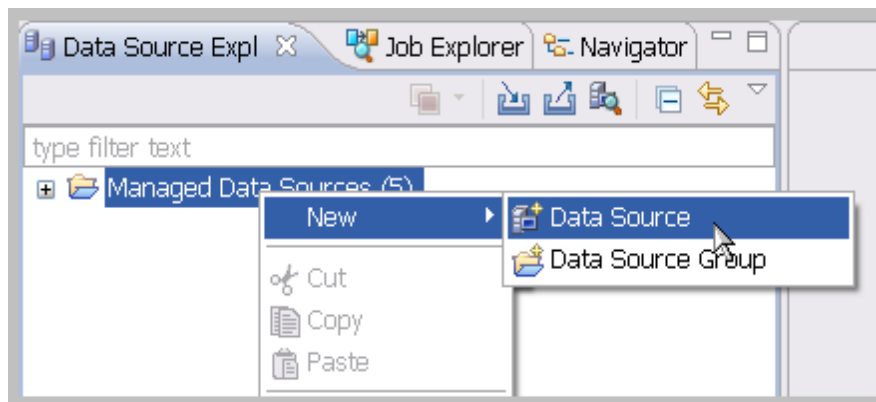 Data Source Expl Job Explorer Navigator
type filter text
Managed Data Sources (5)
New Data Source
Data Source Group
Cut
Copy
Paste